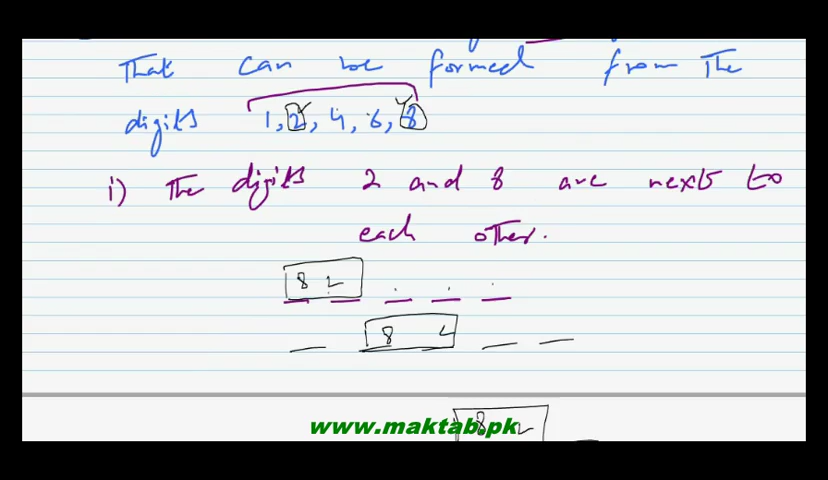 That can be formed from the
digits 1, 2, 4, 6, 8
i) The digits 2 and 8 are next to
each other.
8 2
8
8 2
www.maktab.pk